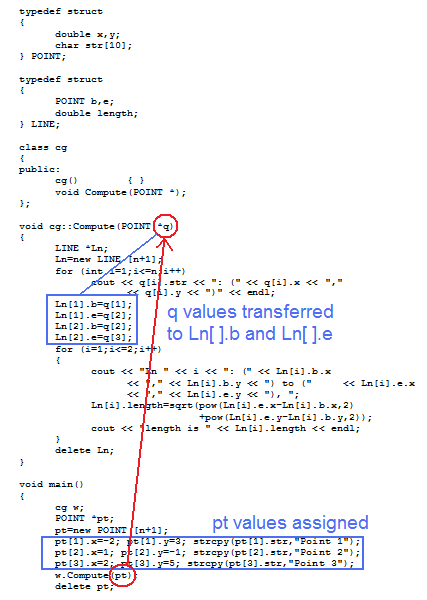 typedef struct
{
double x,y;
char str[10];
} POINT;
typedef struct
{
POINT b,e;
double length;
} LINE;
class cg
{
public:
cg() { }
void Compute(POINT *);
};
void cg::Compute(POINT *q)
{
LINE *Ln;
Ln=new LINE [n+1];
for (int i=1;i<=n;i++)
cout << q[i].str << ": (" << q[i].x << ","
<< q[i].y << ")" << endl;
Ln[1].b=q[1];
Ln[1].e=q[2];
Ln[2].b=q[2];
Ln[2].e=q[3];
q values transferred
to Ln[ ].b and Ln[ ].e
for (i=1;i<=2;i++)
{
cout << "Ln " << i << ": (" << Ln[i].b.x
<< "," << Ln[i].b.y << ") to (" << Ln[i].e.x
<< "," << Ln[i].e.y << "), ";
Ln[i].length=sqrt(pow(Ln[i].e.x-Ln[i].b.x,2)
+pow(Ln[i].e.y-Ln[i].b.y,2));
cout << "length is " << Ln[i].length << endl;
}
delete Ln;
}
void main()
{
cg w;
POINT *pt;
pt=new POINT [n+1];
pt values assigned
pt[1].x=-2; pt[1].y=3; strcpy(pt[1].str,"Point 1");
pt[2].x=1; pt[2].y=-1; strcpy(pt[2].str,"Point 2");
pt[3].x=2; pt[3].y=5; strcpy(pt[3].str,"Point 3");
w.Compute(pt);
delete pt;